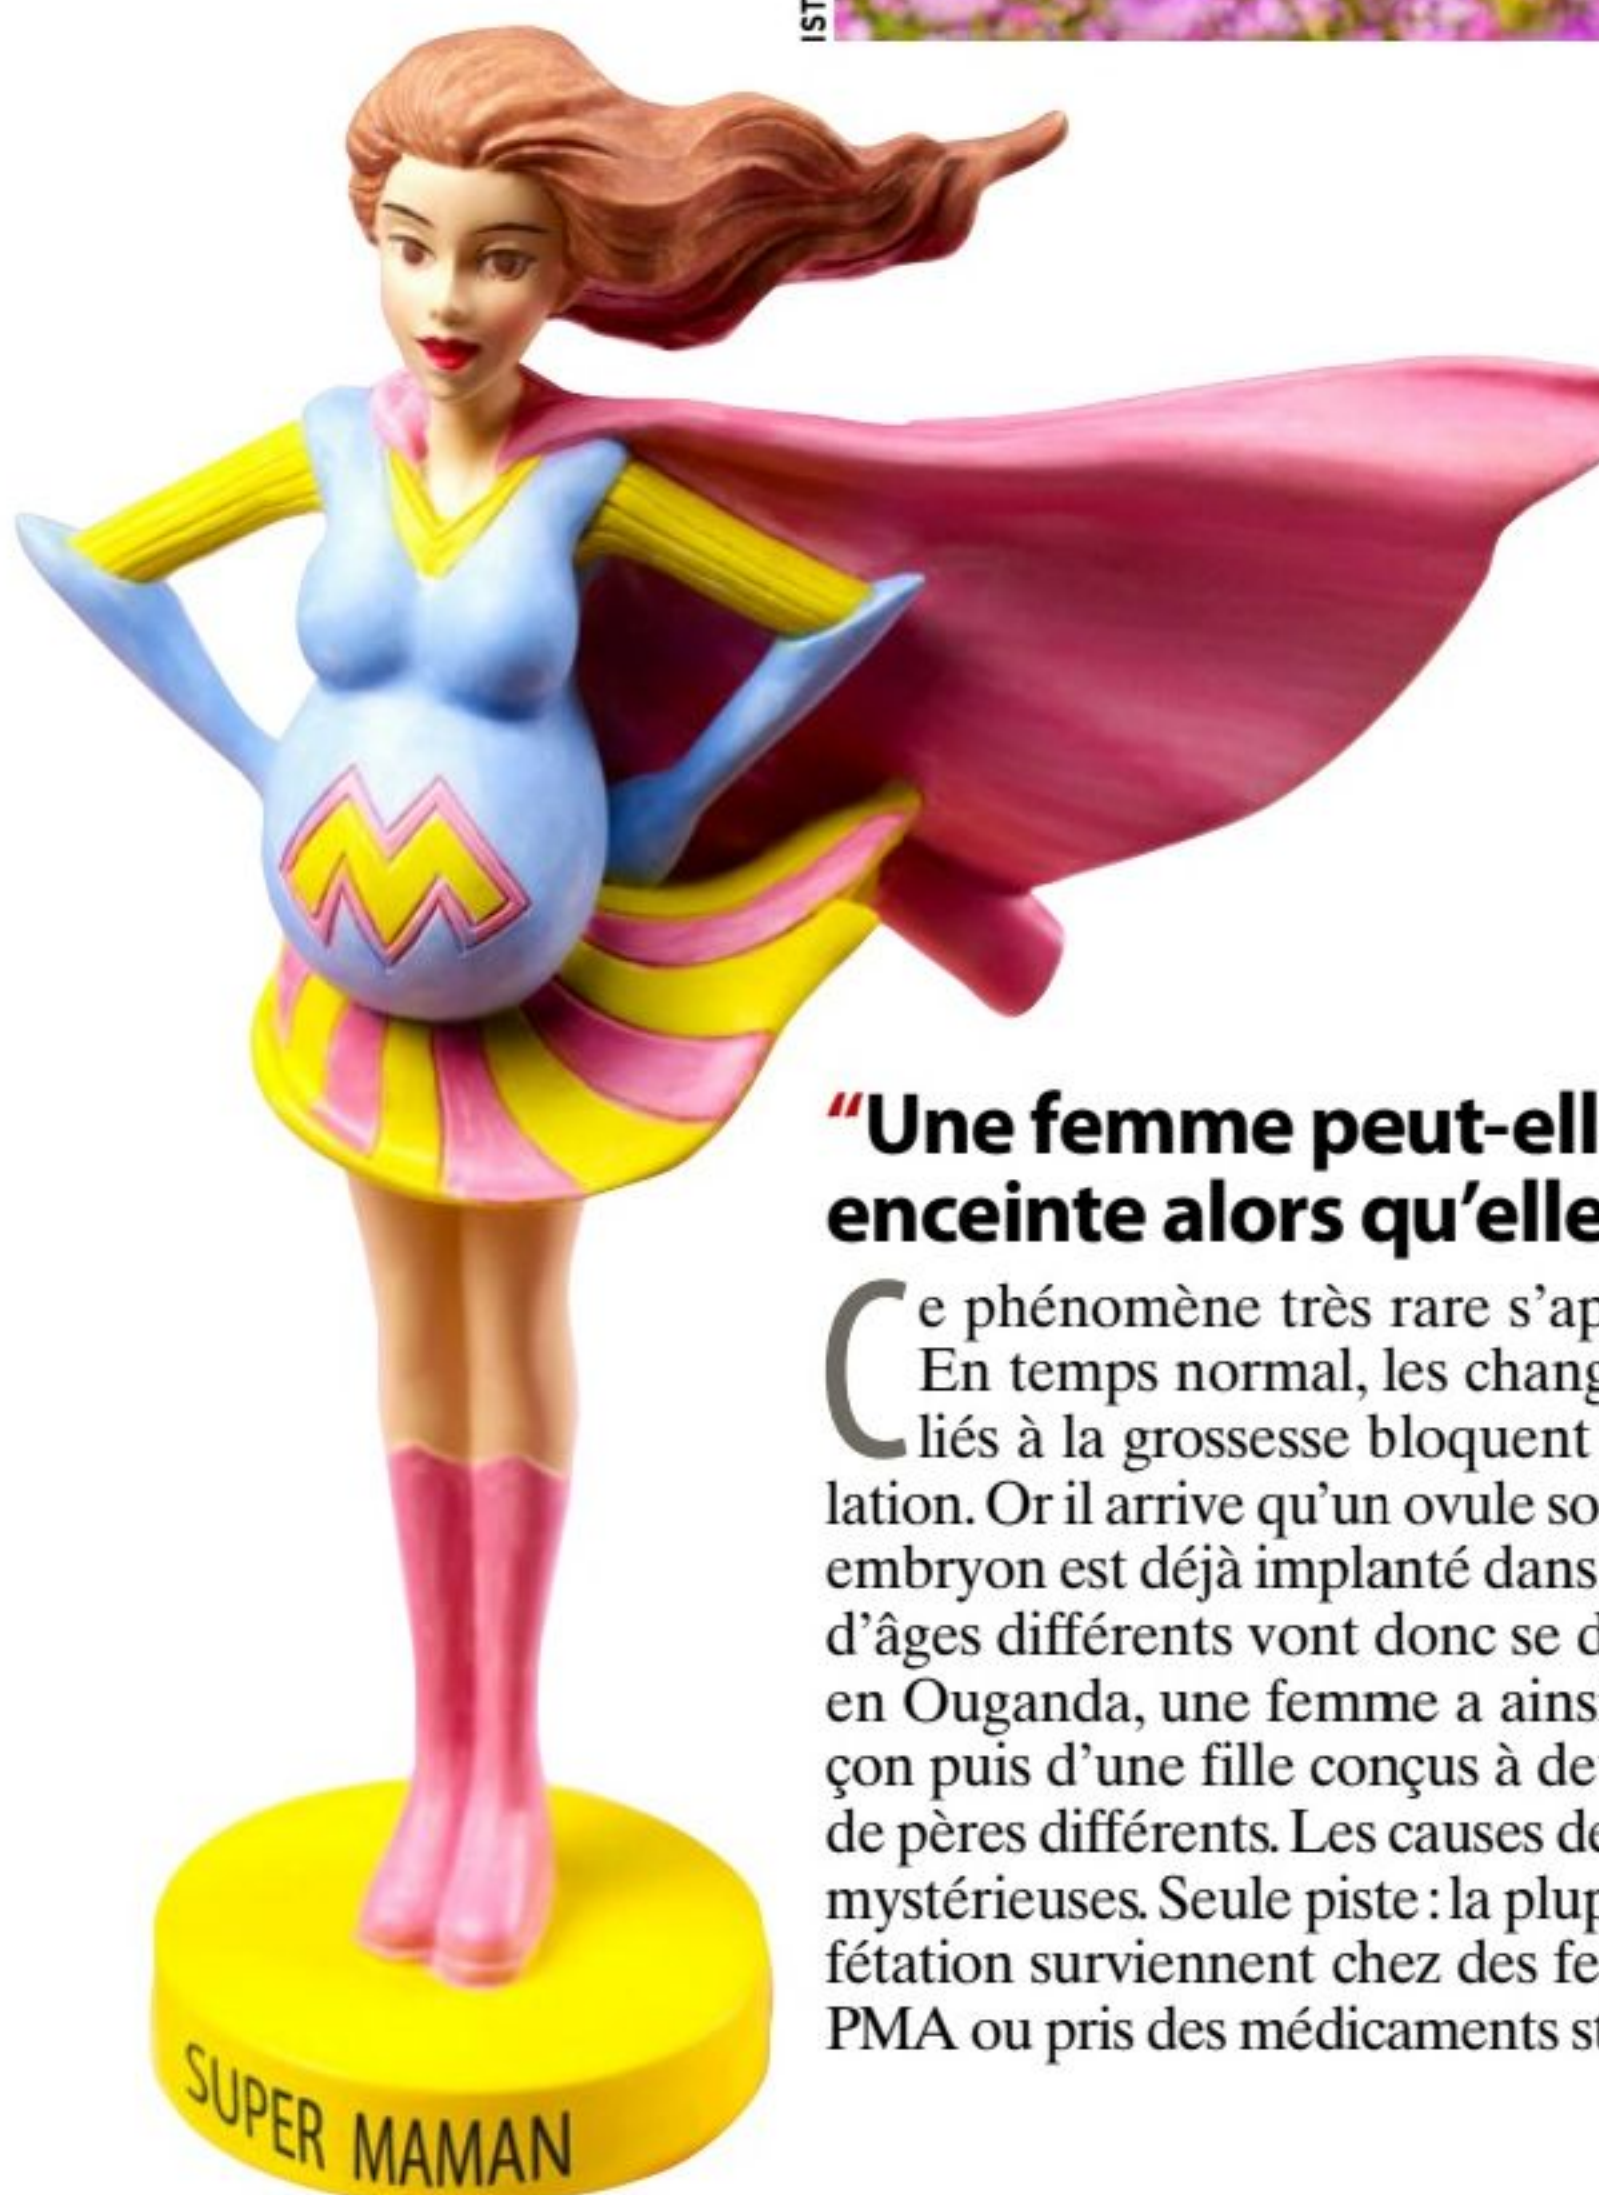 IST
“Une femme peut-ell
enceinte alors qu’elle
Ce phénomène très rare s’ap
En temps normal, les chang
liés à la grossesse bloquent
lation. Or il arrive qu’un ovule so
embryon est déjà implanté dans
d’âges différents vont donc se d
en Ouganda, une femme a ains
çon puis d’une fille conçus à de
de pères différents. Les causes de
mystérieuses. Seule piste : la plup
fétation surviennent chez des fe
PMA ou pris des médicaments st
M
SUPER MAMAN